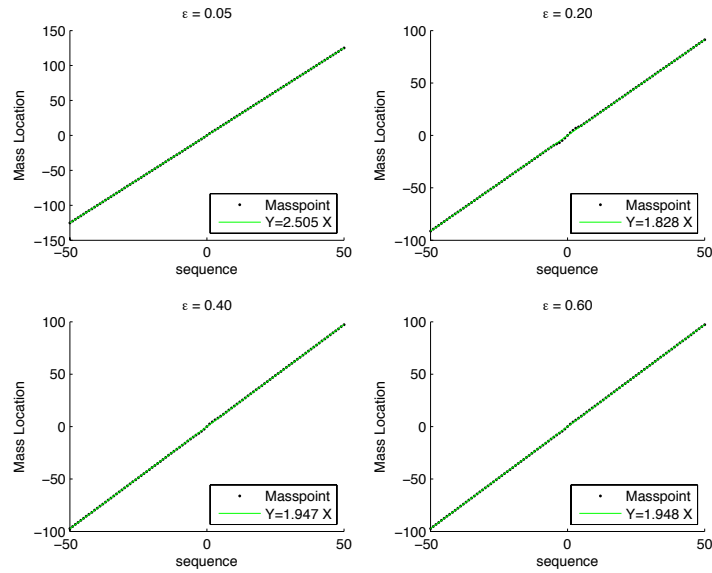 ε = 0.05
150
100
50
0
−50
−100
−150
−50
0
50
Mass Location
sequence
Masspoint
Y=2.505 X
ε = 0.20
100
50
0
−50
−100
−50
0
50
Mass Location
sequence
Masspoint
Y=1.828 X
ε = 0.40
100
50
0
−50
−100
−50
0
50
Mass Location
sequence
Masspoint
Y=1.947 X
ε = 0.60
100
50
0
−50
−100
−50
0
50
Mass Location
sequence
Masspoint
Y=1.948 X